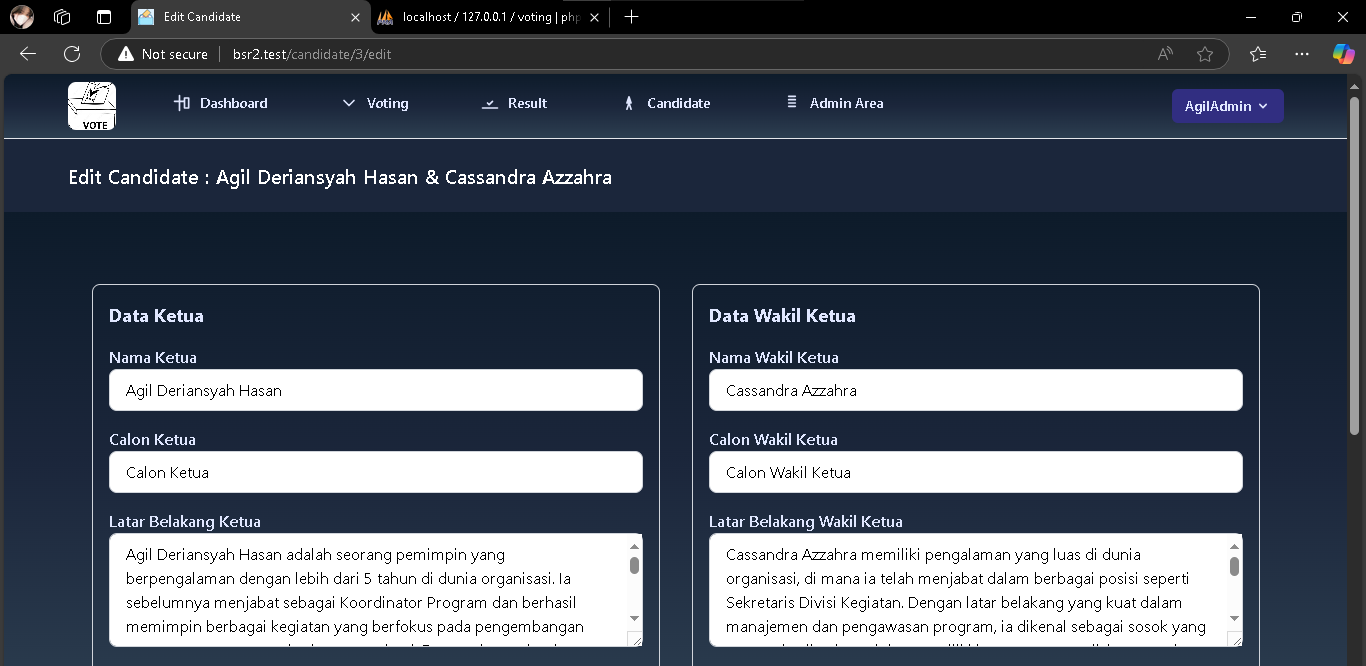 Edit Candidate
localhost / 127.0.0.1 / voting | php
Not secure
bsr2.test/candidate/3/edit
VOTE
Dashboard
Voting
Result
Candidate
Admin Area
AgilAdmin
Edit Candidate : Agil Deriansyah Hasan & Cassandra Azzahra
Data Ketua
Nama Ketua
Agil Deriansyah Hasan
Calon Ketua
Calon Ketua
Latar Belakang Ketua
Agil Deriansyah Hasan adalah seorang pemimpin yang
berpengalaman dengan lebih dari 5 tahun di dunia organisasi. Ia
sebelumnya menjabat sebagai Koordinator Program dan berhasil
memimpin berbagai kegiatan yang berfokus pada pengembangan
Data Wakil Ketua
Nama Wakil Ketua
Cassandra Azzahra
Calon Wakil Ketua
Calon Wakil Ketua
Latar Belakang Wakil Ketua
Cassandra Azzahra memiliki pengalaman yang luas di dunia
organisasi, di mana ia telah menjabat dalam berbagai posisi seperti
Sekretaris Divisi Kegiatan. Dengan latar belakang yang kuat dalam
manajemen dan pengawasan program, ia dikenal sebagai sosok yang